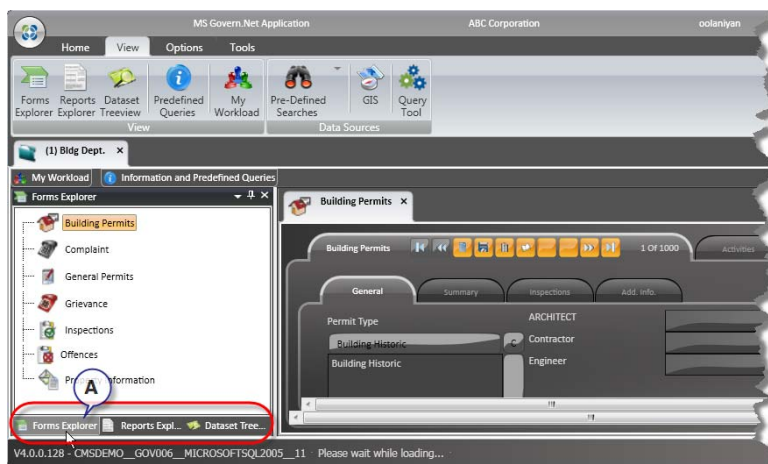 MS Govern.Net Application ABC Corporation oolaniyan
Home View Options Tools
Forms Explorer Reports Explorer Dataset Treeview Predefined Queries My Workload Pre-Defined Searches GIS Query Tool
View Data Sources
(1) Bldg Dept. ×
My Workload Information and Predefined Queries
Forms Explorer
Building Permits ×
Building Permits
Complaint
General Permits
Grievance
Inspections
Offences
Building Permits 1 Of 1000 Activities
General Summary Inspections Add. Info.
Permit Type ARCHITECT
Building Historic C Contractor
Building Historic Engineer
A
Forms Explorer Reports Expl... Dataset Tree...
V4.0.0.128 - CMSDEMO__GOV006__MICROSOFTSQL2005__11 Please wait while loading...